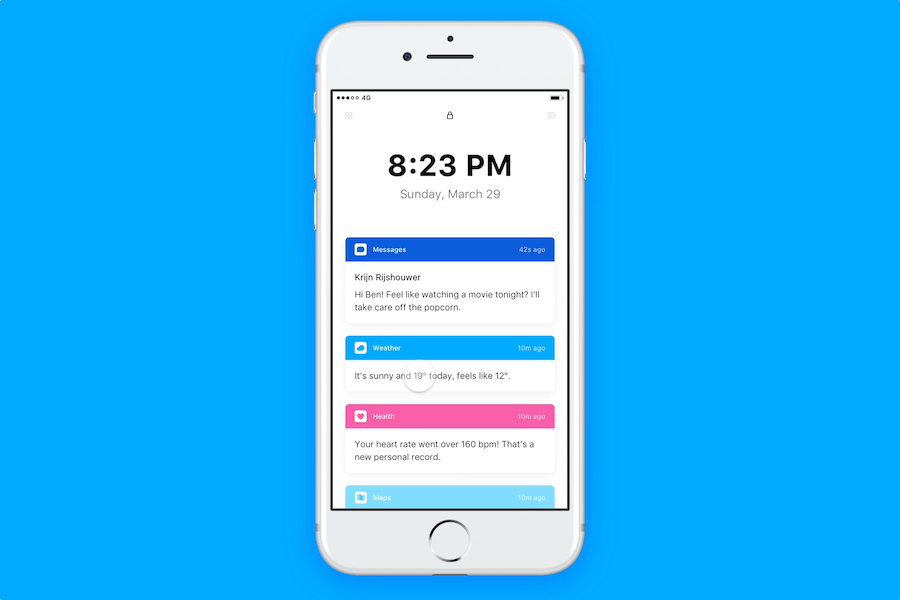 4G
8:23 PM
Sunday, March 29
Messages 42s ago
Krijn Rijshouwer
Hi Ben! Feel like watching a movie tonight? I'll
take care off the popcorn.
Weather 10m ago
It's sunny and 19° today, feels like 12°.
Health 10m ago
Your heart rate went over 160 bpm! That's a
new personal record.
Maps 10m ago